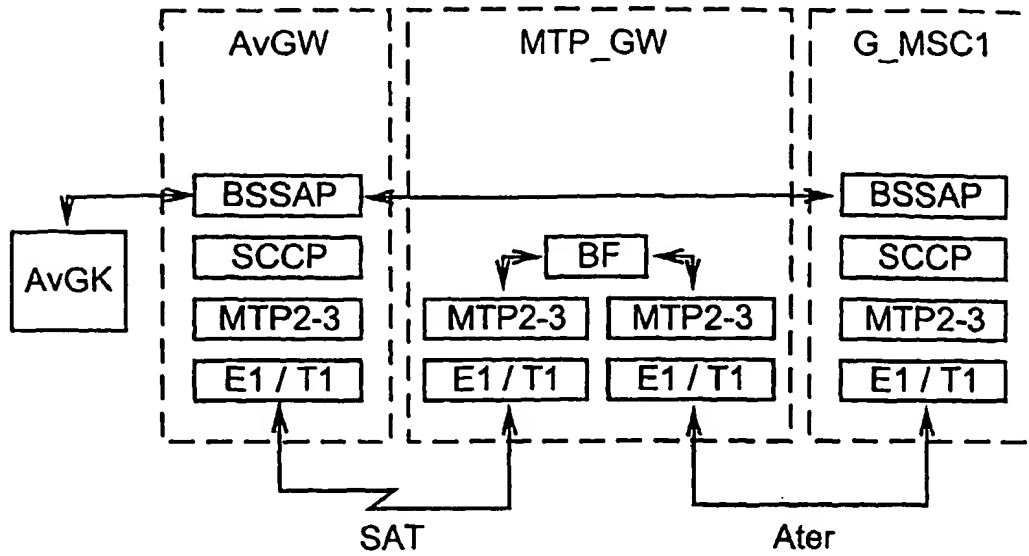 AvGW
MTP_GW
G_MSC1
BSSAP
BSSAP
AvGK
SCCP
BF
SCCP
MTP2-3
MTP2-3
MTP2-3
MTP2-3
E1 / T1
E1 / T1
E1 / T1
E1 / T1
SAT
Ater